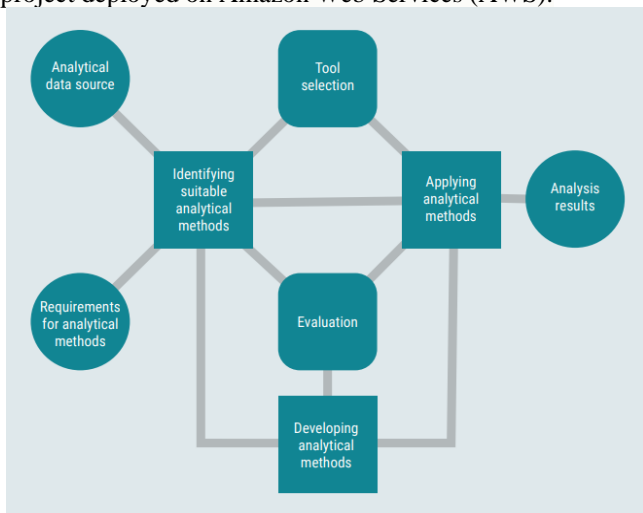 project deployed on Amazon Web Services (AWS).
Analytical
data source
Tool
selection
Identifying
suitable
analytical
methods
Applying
analytical
methods
Analysis
results
Requirements
for analytical
methods
Evaluation
Developing
analytical
methods